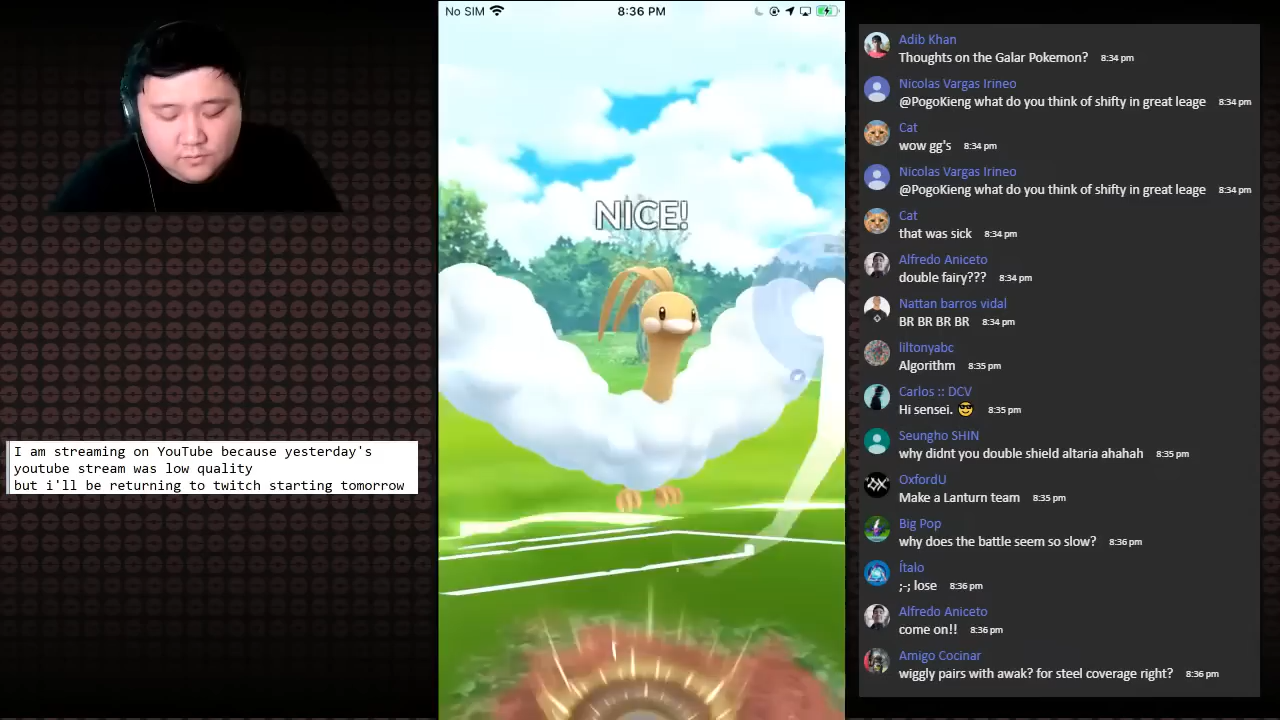 No SIM
8:36 PM
NICE!
I am streaming on YouTube because yesterday's
youtube stream was low quality
but i'll be returning to twitch starting tomorrow
Adib Khan
Thoughts on the Galar Pokemon? 8:34 pm
Nicolas Vargas Irineo
@PogoKieng what do you think of shifty in great leage 8:34 pm
Cat
wow gg's 8:34 pm
Nicolas Vargas Irineo
@PogoKieng what do you think of shifty in great leage 8:34 pm
Cat
that was sick 8:34 pm
Alfredo Aniceto
double fairy??? 8:34 pm
Nattan barros vidal
BR BR BR BR 8:34 pm
liltonyabc
Algorithm 8:35 pm
Carlos :: DCV
Hi sensei. 😎 8:35 pm
Seungho SHIN
why didnt you double shield altaria ahahah 8:35 pm
OxfordU
Make a Lanturn team 8:35 pm
Big Pop
why does the battle seem so slow? 8:36 pm
Ítalo
;-; lose 8:36 pm
Alfredo Aniceto
come on!! 8:36 pm
Amigo Cocinar
wiggly pairs with awak? for steel coverage right? 8:36 pm